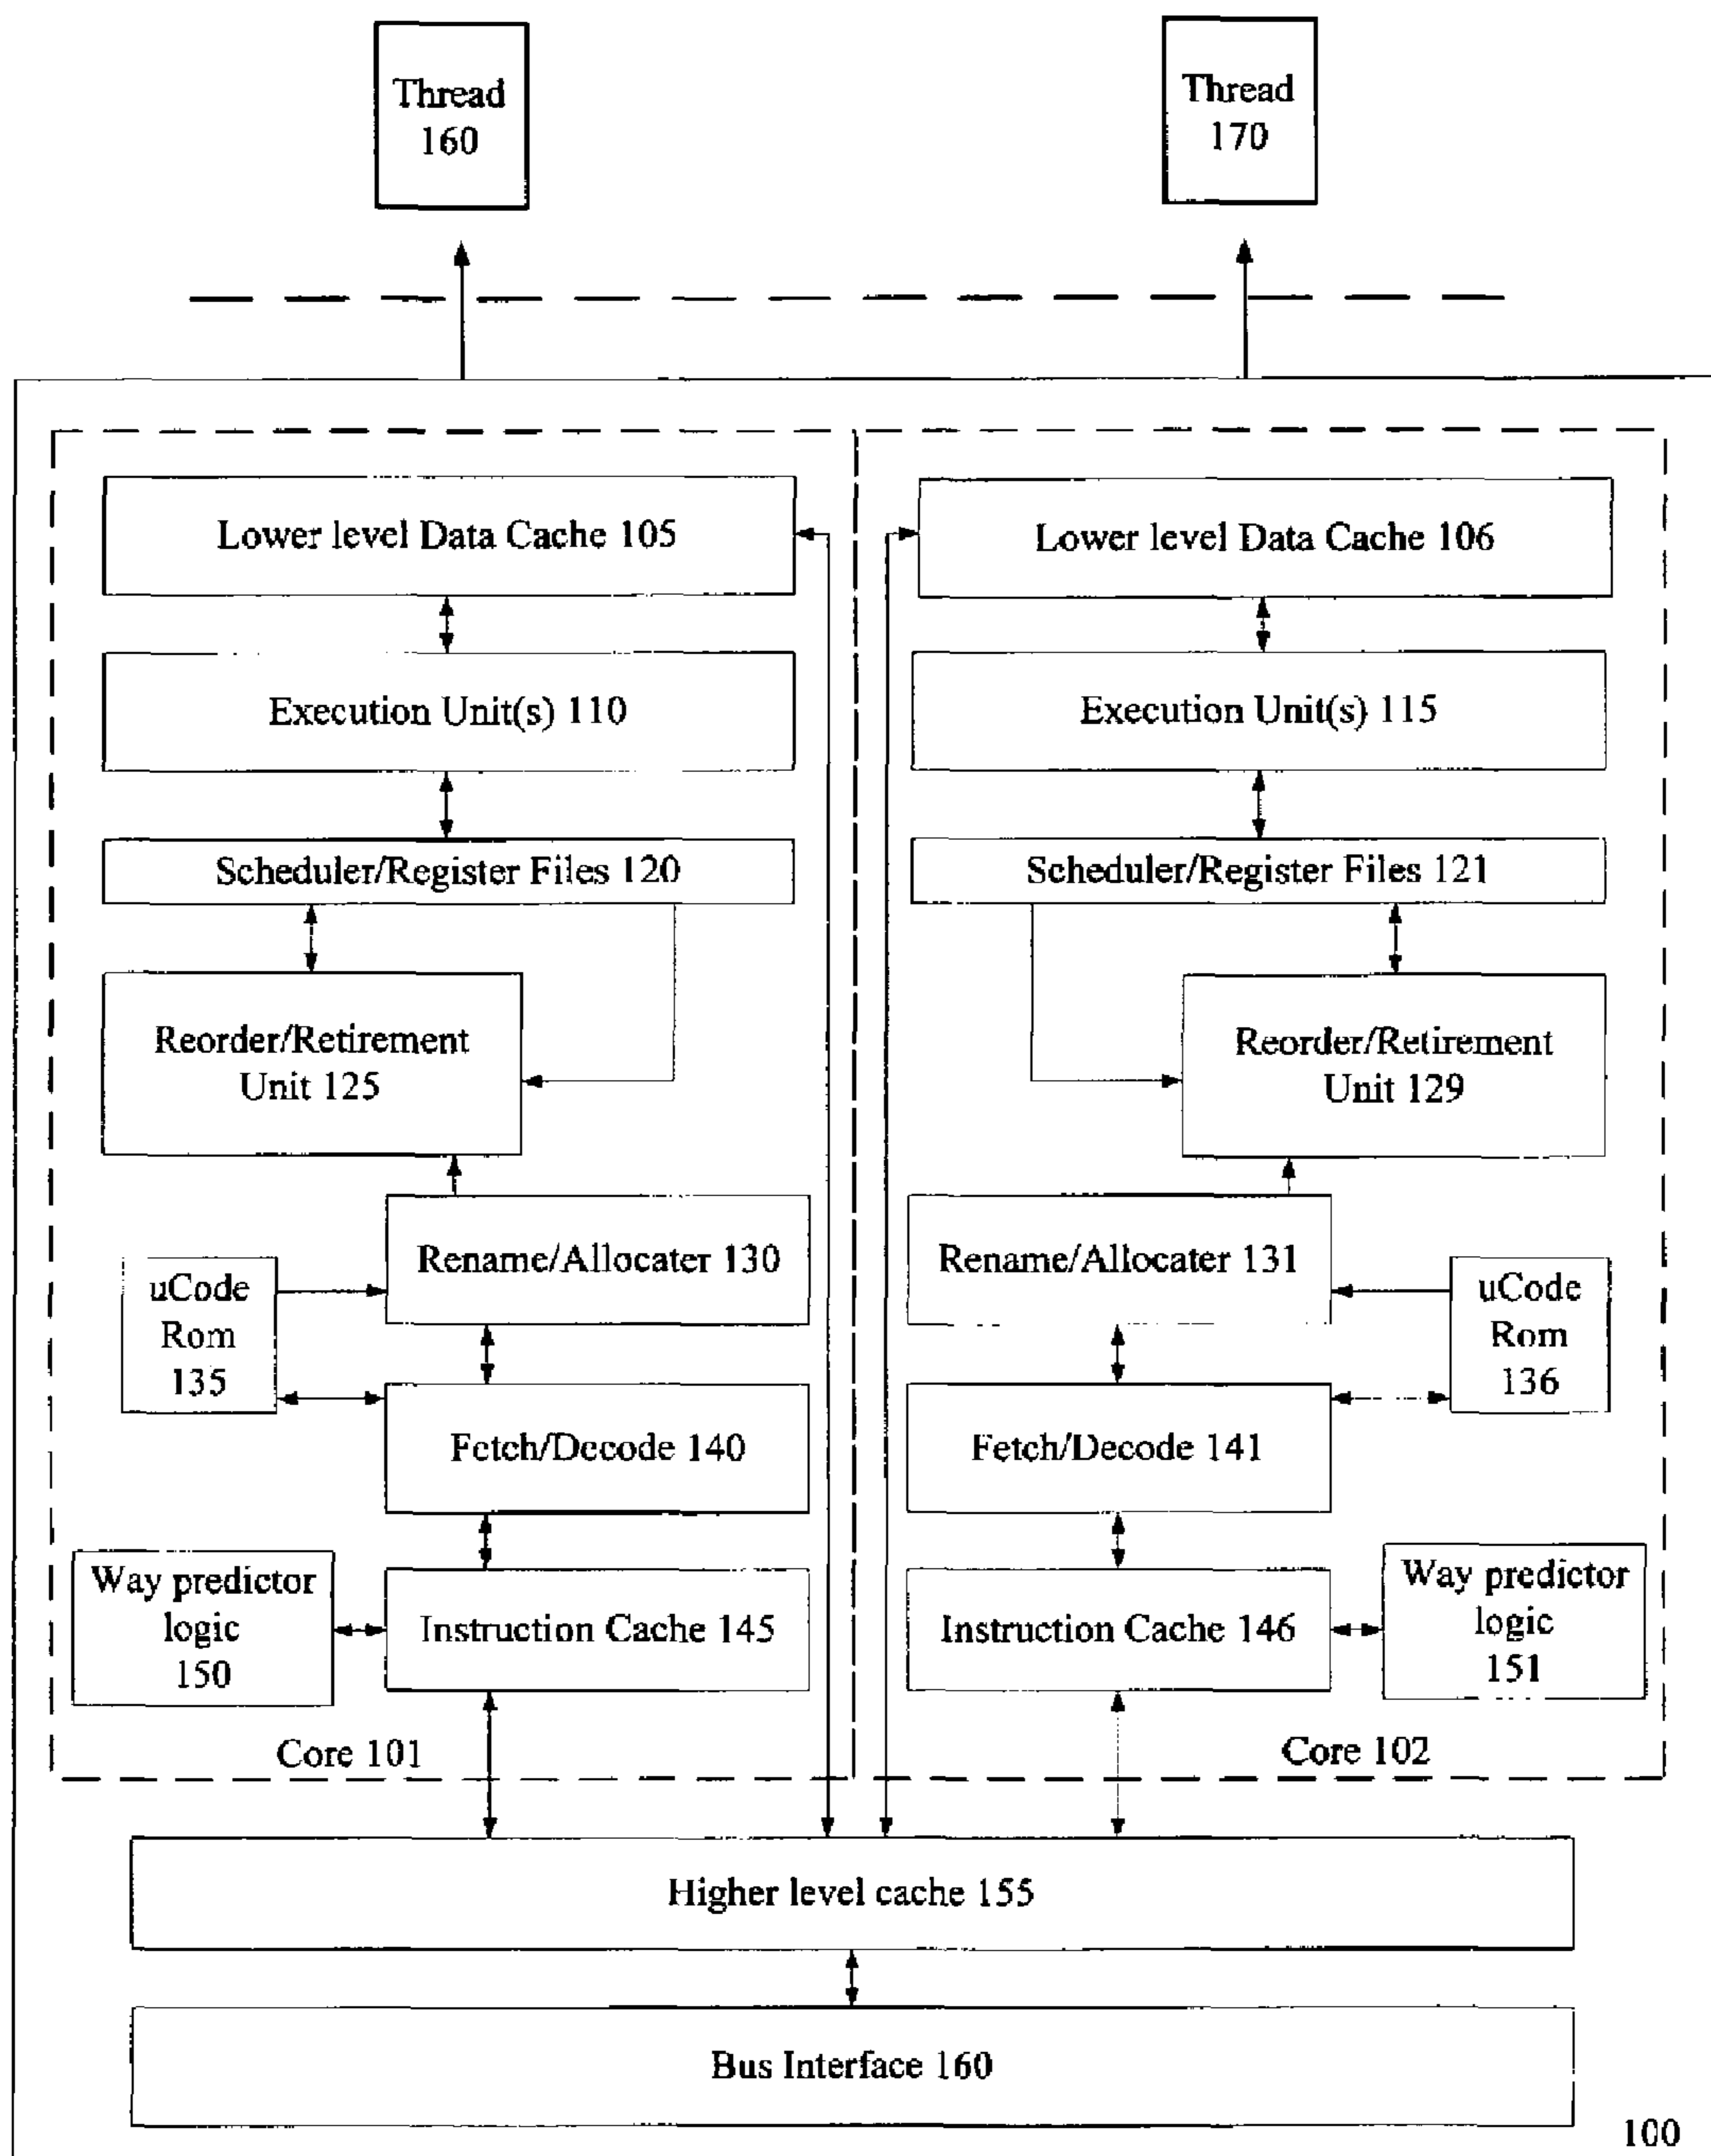 Thread
160
Thread
170
Lower level Data Cache 105
Execution Unit(s) 110
Scheduler/Register Files 120
Reorder/Retirement
Unit 125
Rename/Allocater 130
uCode
Rom
135
Fetch/Decode 140
Way predictor
logic
150
Instruction Cache 145
Core 101
Lower level Data Cache 106
Execution Unit(s) 115
Scheduler/Register Files 121
Reorder/Retirement
Unit 129
Rename/Allocater 131
uCode
Rom
136
Fetch/Decode 141
Instruction Cache 146
Way predictor
logic
151
Core 102
Higher level cache 155
Bus Interface 160
100